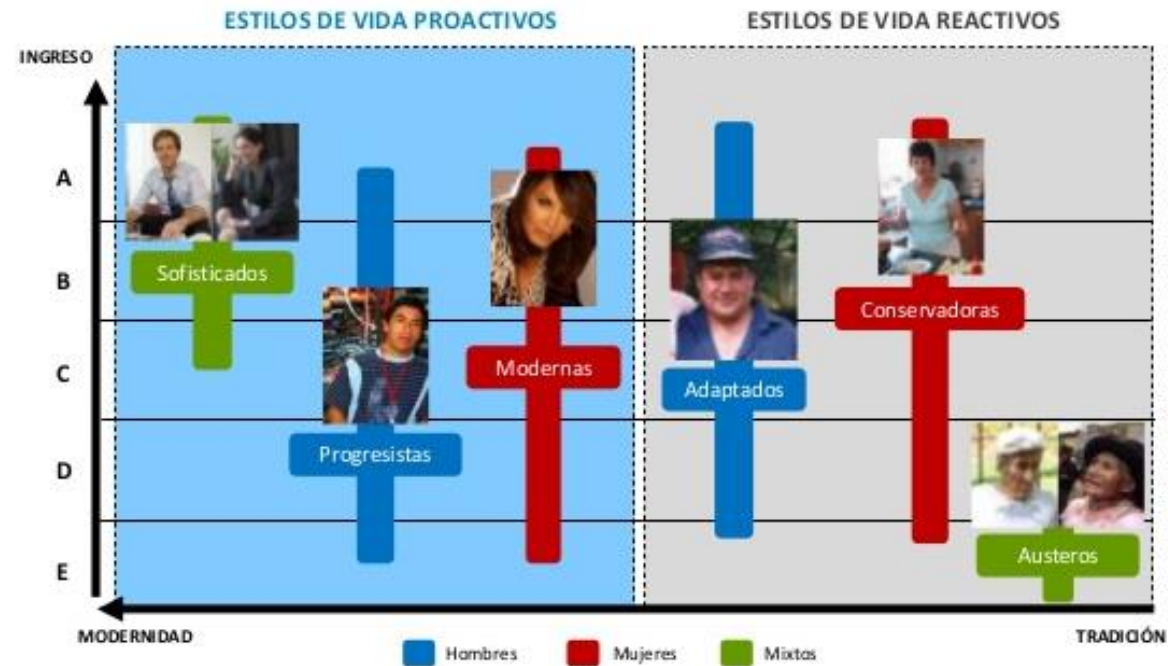 ESTILOS DE VIDA PROACTIVOS
ESTILOS DE VIDA REACTIVOS
INGRESO
A
B
C
D
E
Sofisticados
Progresistas
Modernas
Adaptados
Conservadoras
Austeros
MODERNIDAD
TRADICIÓN
Hombres
Mujeres
Mixtos